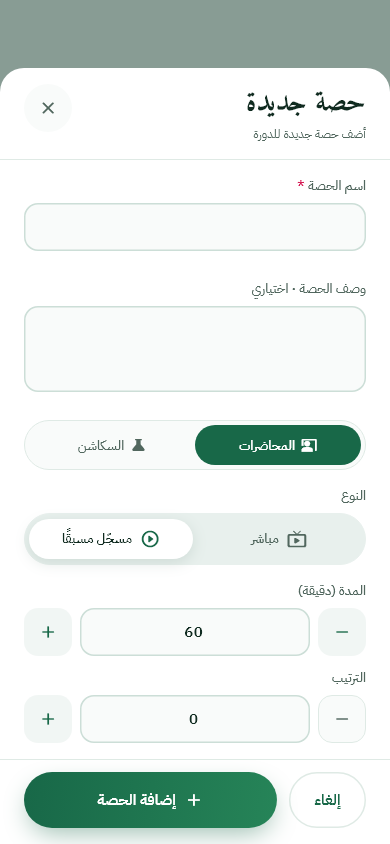 حصة جديدة
أضف حصة جديدة للدورة
اسم الحصة *
وصف الحصة · اختياري
المحاضرات
السكاشن
النوع
مباشر
مسجّل مسبقًا
المدة (دقيقة)
− 60 +
الترتيب
− 0 +
إلغاء
+ إضافة الحصة